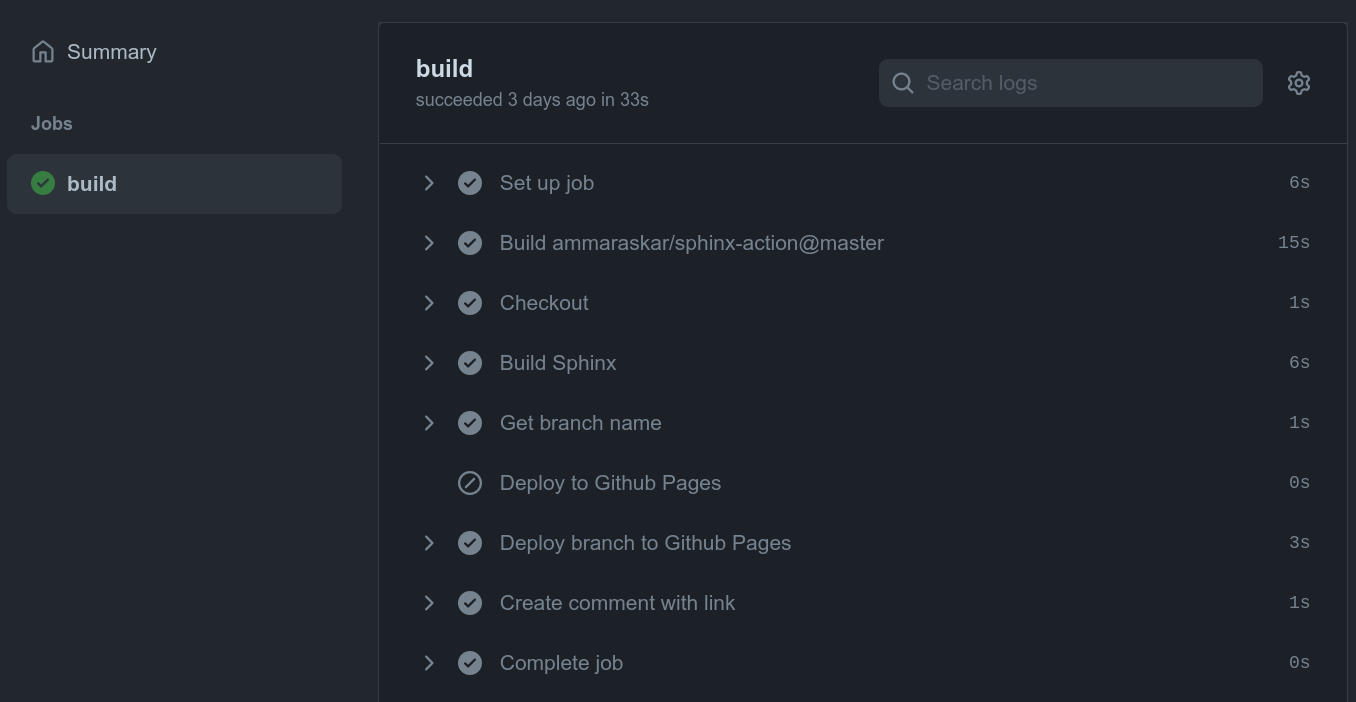 Summary
Jobs
build
build
succeeded 3 days ago in 33s
Search logs
Set up job 6s
Build ammaraskar/sphinx-action@master 15s
Checkout 1s
Build Sphinx 6s
Get branch name 1s
Deploy to Github Pages 0s
Deploy branch to Github Pages 3s
Create comment with link 1s
Complete job 0s